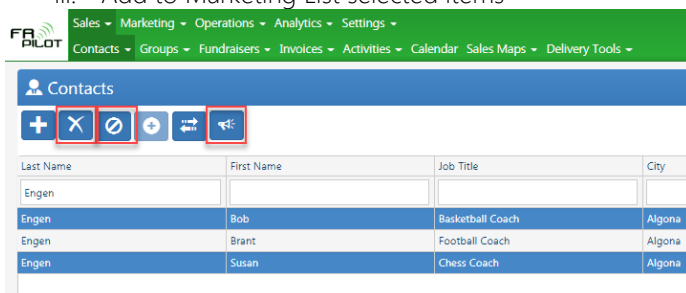 iii. Add to Marketing List selected items
FR PILOT
Sales Marketing Operations Analytics Settings
Contacts Groups Fundraisers Invoices Activities Calendar Sales Maps Delivery Tools
Contacts
Last Name First Name Job Title City
Engen
Engen Bob Basketball Coach Algona
Engen Brant Football Coach Algona
Engen Susan Chess Coach Algona